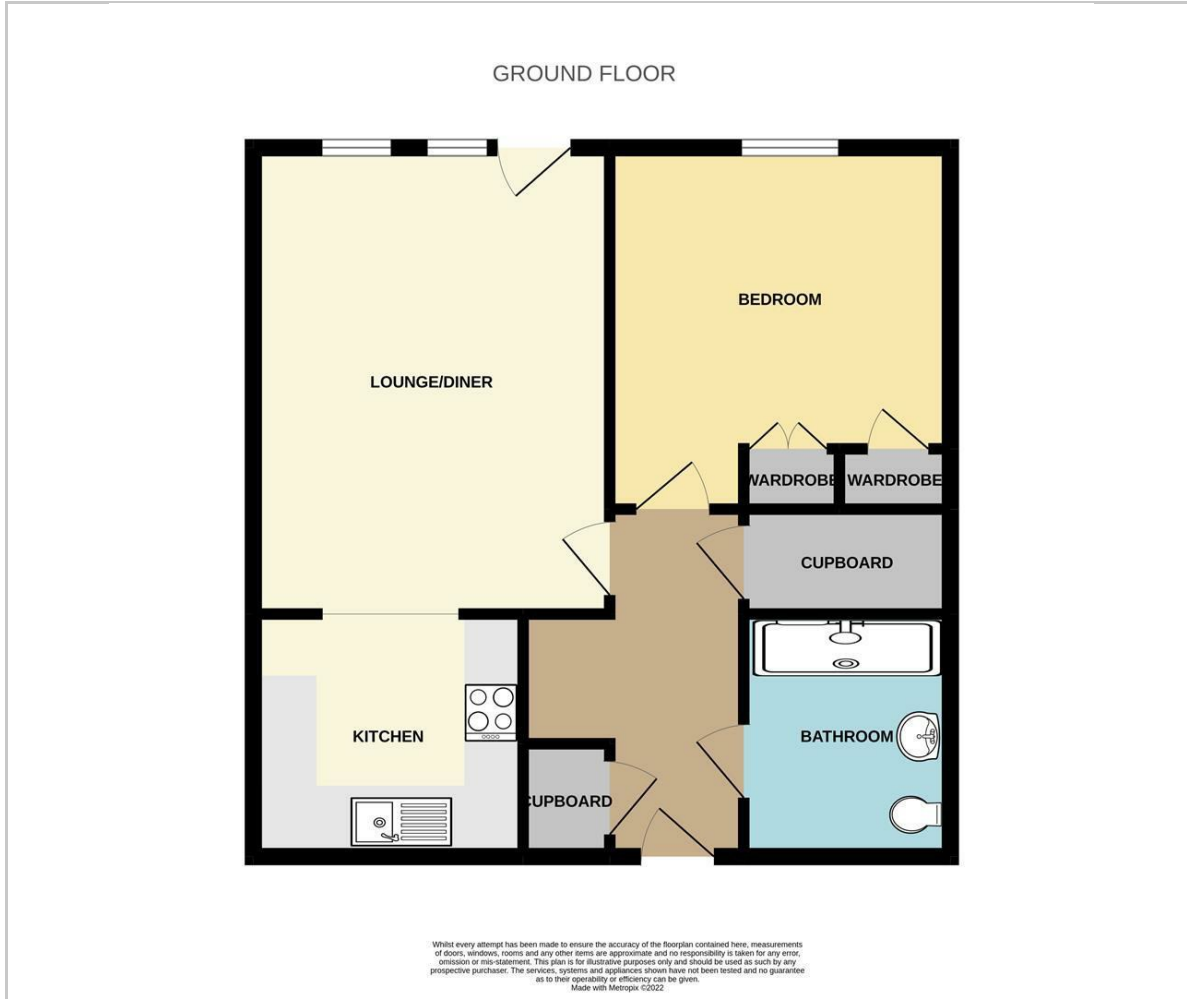 GROUND FLOOR
BEDROOM
LOUNGE/DINER
WARDROBE
WARDROBE
CUPBOARD
KITCHEN
BATHROOM
CUPBOARD
Whilst every attempt has been made to ensure the accuracy of the floorplan contained here, measurements
of doors, windows, rooms and any other items are approximate and no responsibility is taken for any error,
omission or mis-statement. This plan is for illustrative purposes only and should be used as such by any
prospective purchaser. The services, systems and appliances shown have not been tested and no guarantee
as to their operability or efficiency can be given.
Made with Metropix ©2022